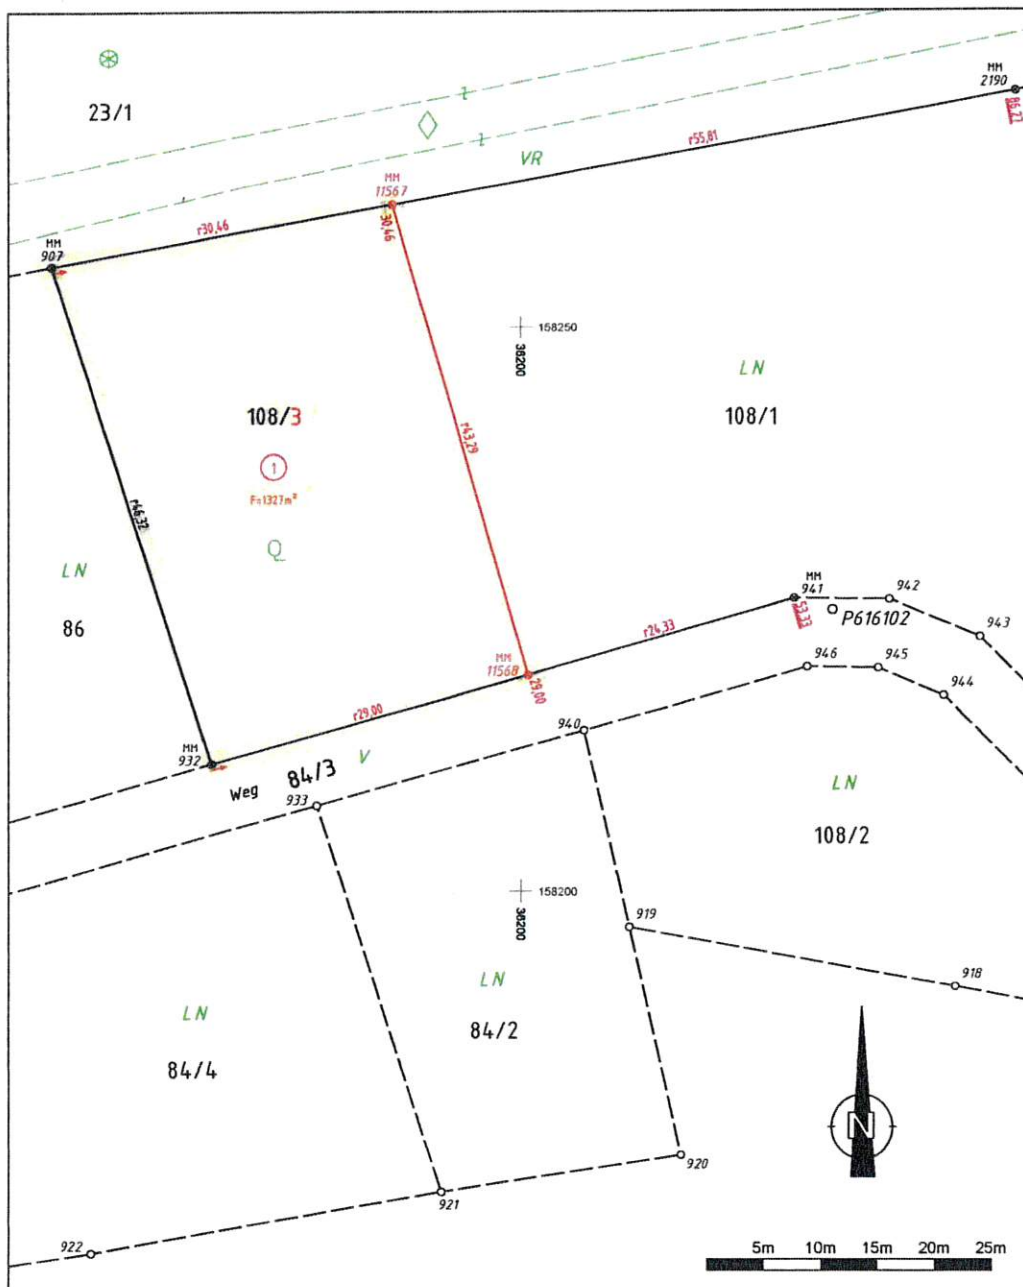 MM
2190
86,27
23/1
l
l
r55,81
VR
MM
11567
r30,46
30,46
MM
907
158250
36200
LN
108/3
108/1
r43,29
1
F=1327m²
r46,32
Q
LN
86
MM
941
942
53,33
P616102
943
r24,33
MM
11568
29,00
946
945
944
r29,00
940
MM
932
V
84/3
Weg
933
LN
108/2
158200
36200
919
LN
918
LN
84/2
84/4
N
920
921
922
5m 10m 15m 20m 25m